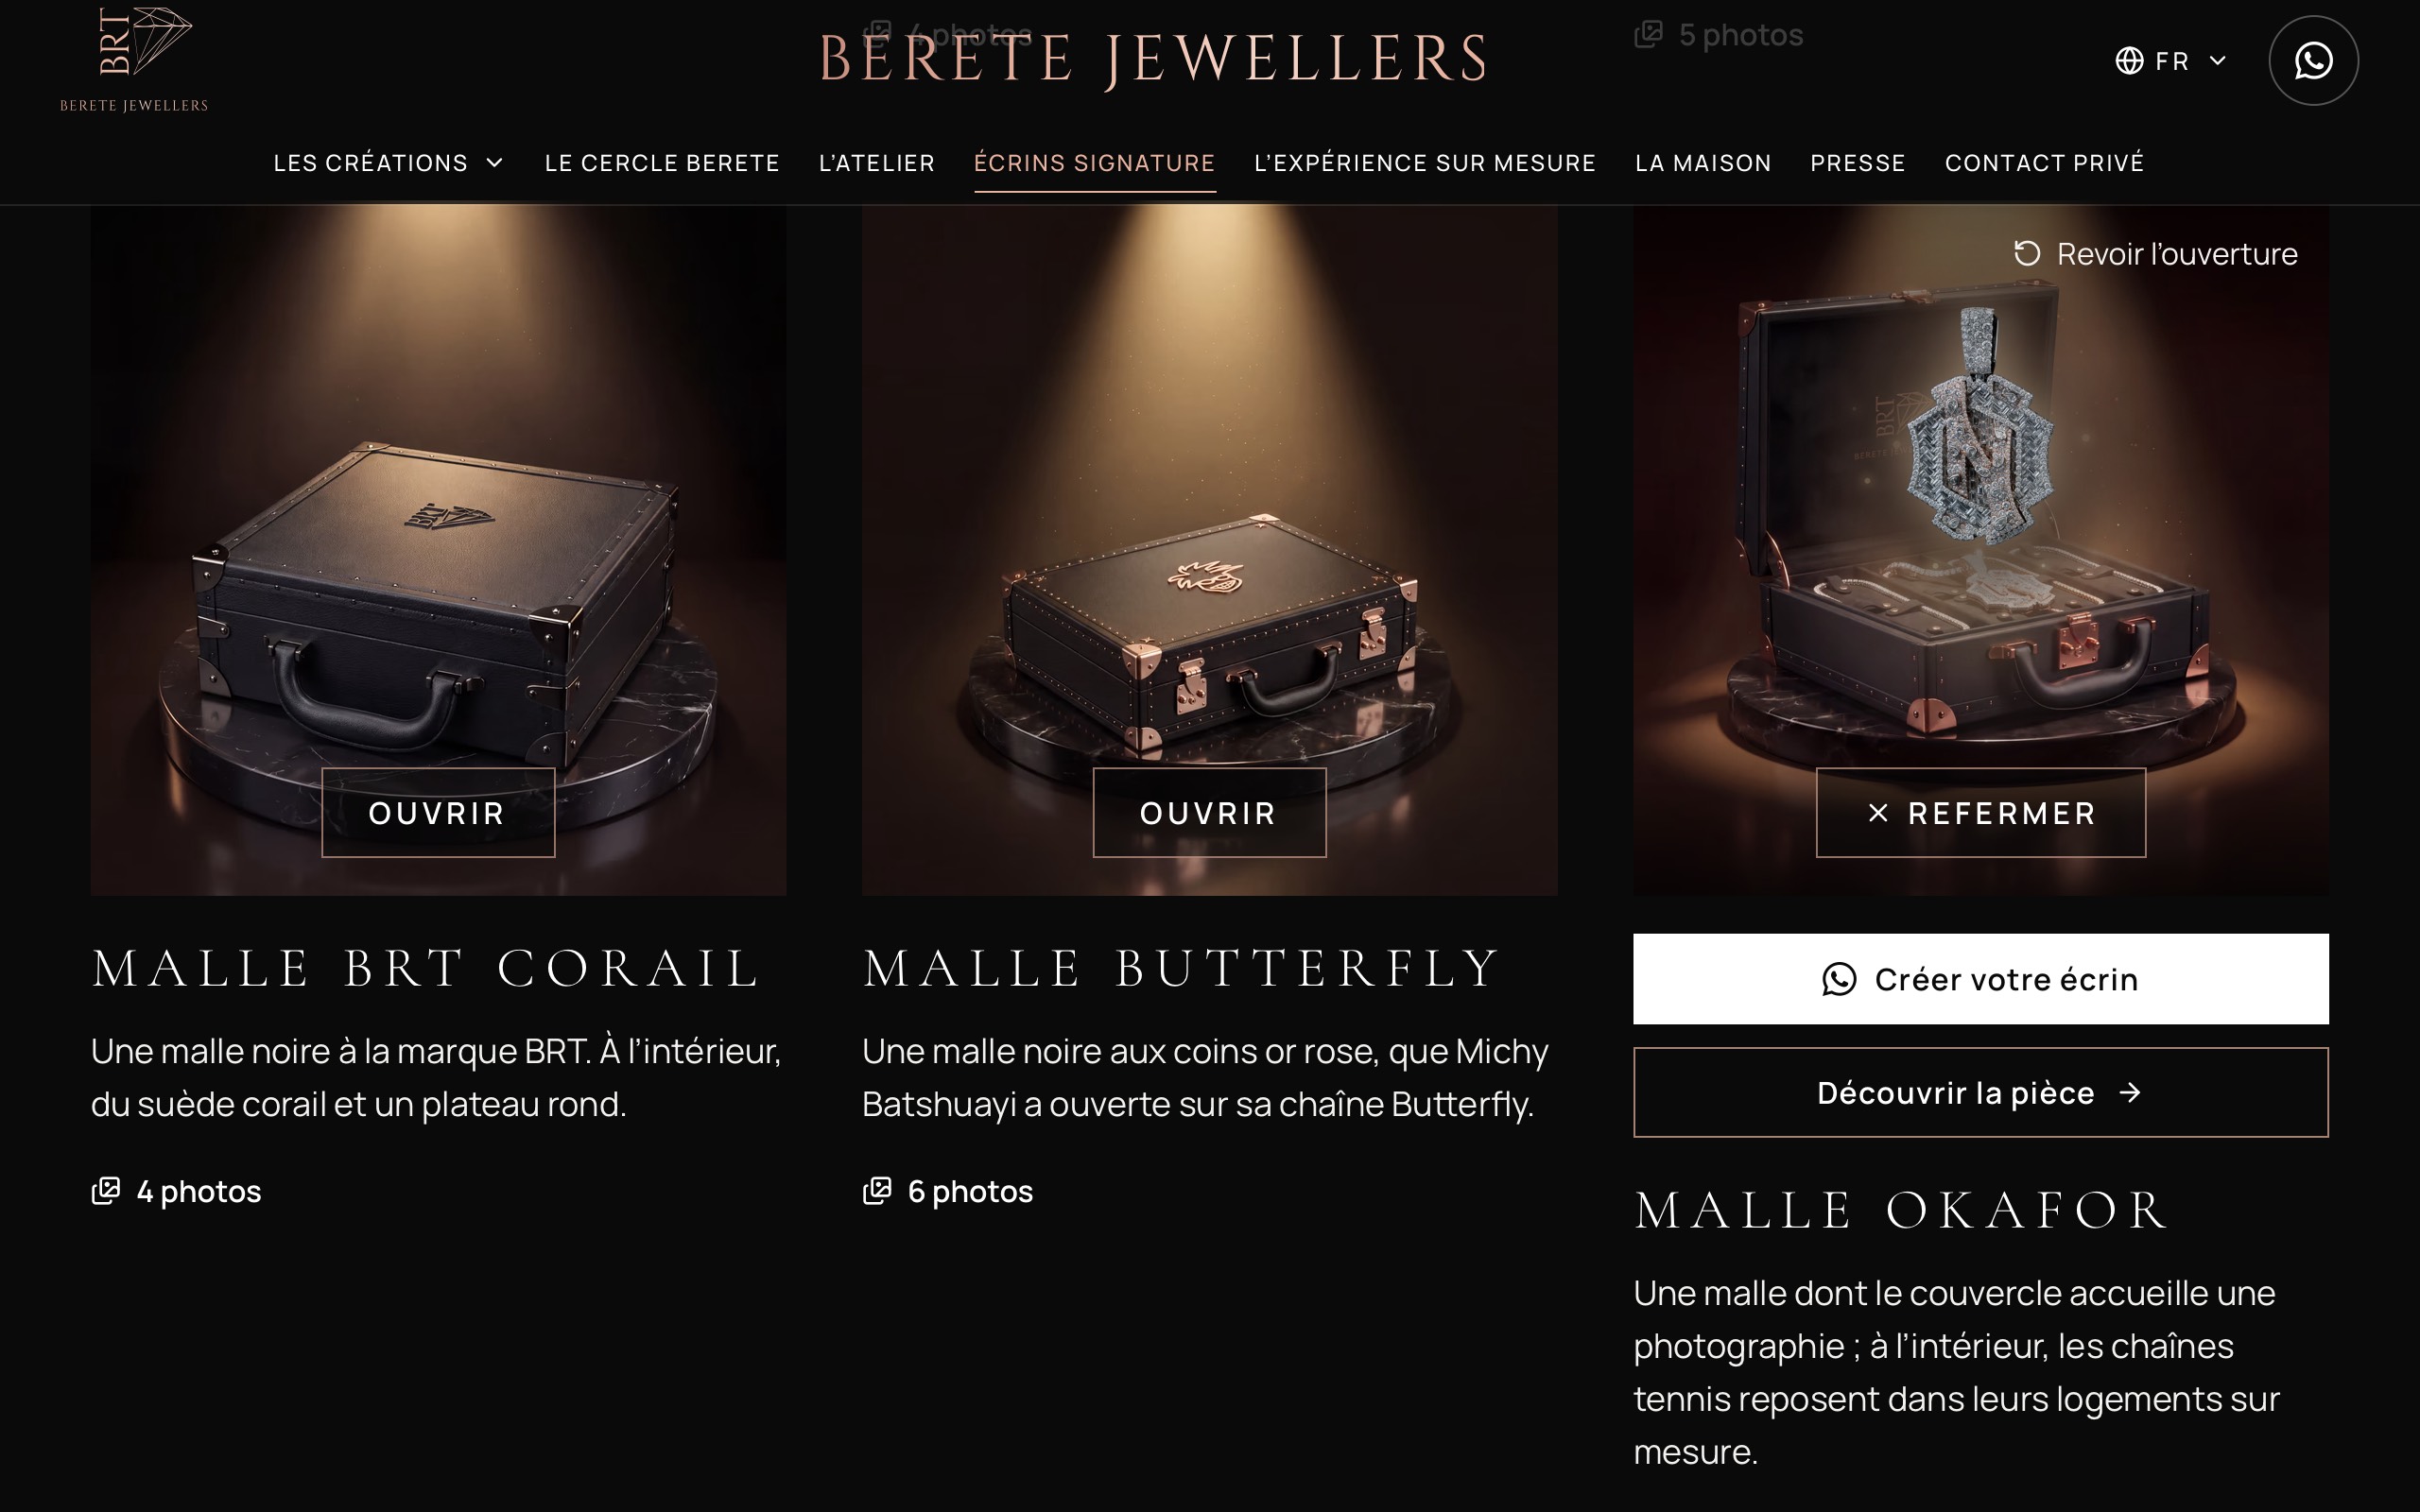 BRT
BERETE JEWELLERS
4 photos
BERETE JEWELLERS
5 photos
FR
LES CRÉATIONS
LE CERCLE BERETE
L’ATELIER
ÉCRINS SIGNATURE
L’EXPÉRIENCE SUR MESURE
LA MAISON
PRESSE
CONTACT PRIVÉ
Revoir l’ouverture
BRT
BRT
N
OUVRIR
OUVRIR
REFERMER
MALLE BRT CORAIL
Une malle noire à la marque BRT. À l’intérieur,
du suède corail et un plateau rond.
4 photos
MALLE BUTTERFLY
Une malle noire aux coins or rose, que Michy
Batshuayi a ouverte sur sa chaîne Butterfly.
6 photos
Créer votre écrin
Découvrir la pièce
MALLE OKAFOR
Une malle dont le couvercle accueille une
photographie ; à l’intérieur, les chaînes
tennis reposent dans leurs logements sur
mesure.